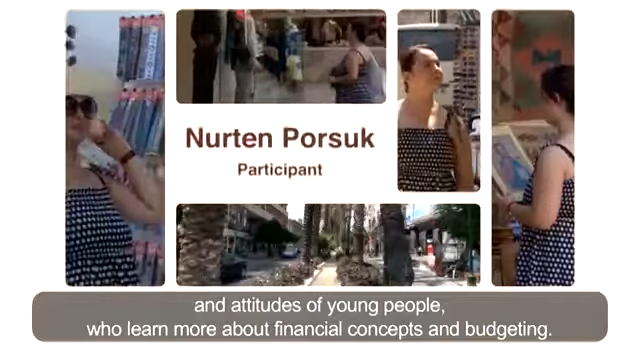 Nurten Porsuk
Participant
and attitudes of young people,
who learn more about financial concepts and budgeting.